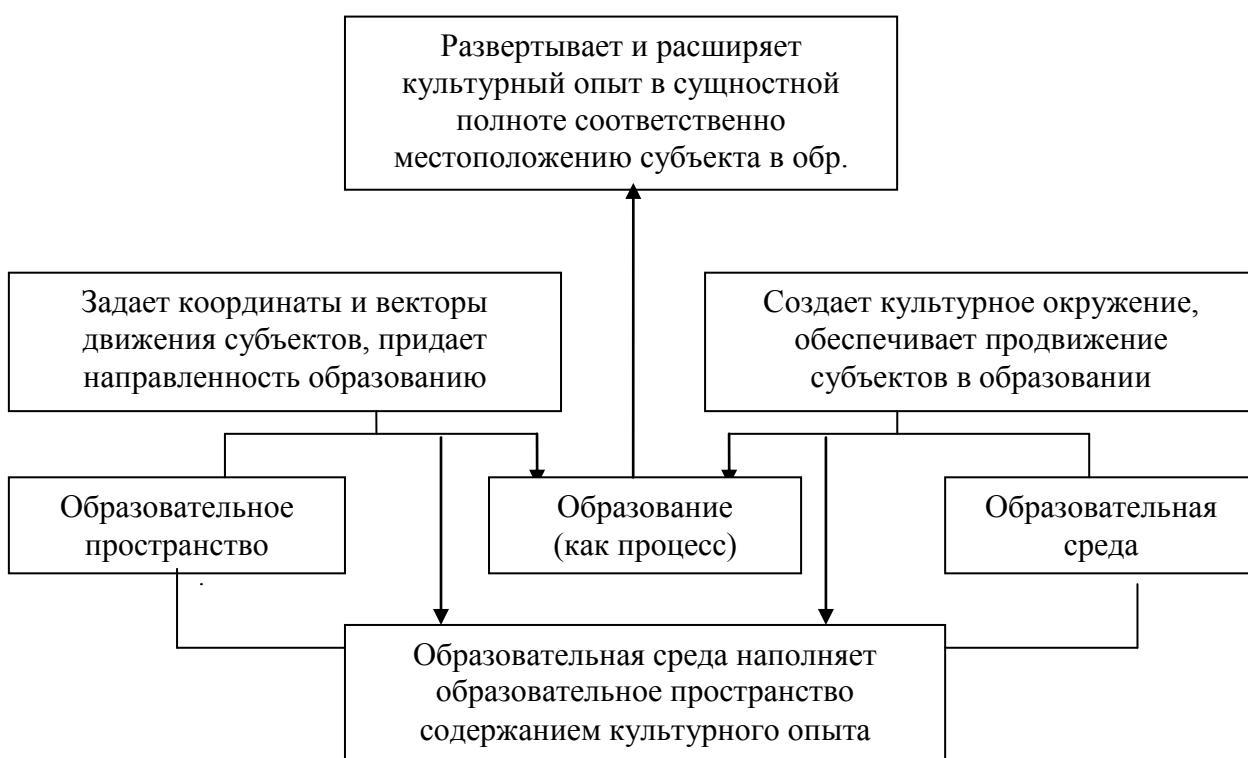 Развертывает и расширяет
культурный опыт в сущностной
полноте соответственно
местоположению субъекта в обр.
Задает координаты и векторы
движения субъектов, придает
направленность образованию
Создает культурное окружение,
обеспечивает продвижение
субъектов в образовании
Образовательное
пространство
Образование
(как процесс)
Образовательная
среда
Образовательная среда наполняет
образовательное пространство
содержанием культурного опыта